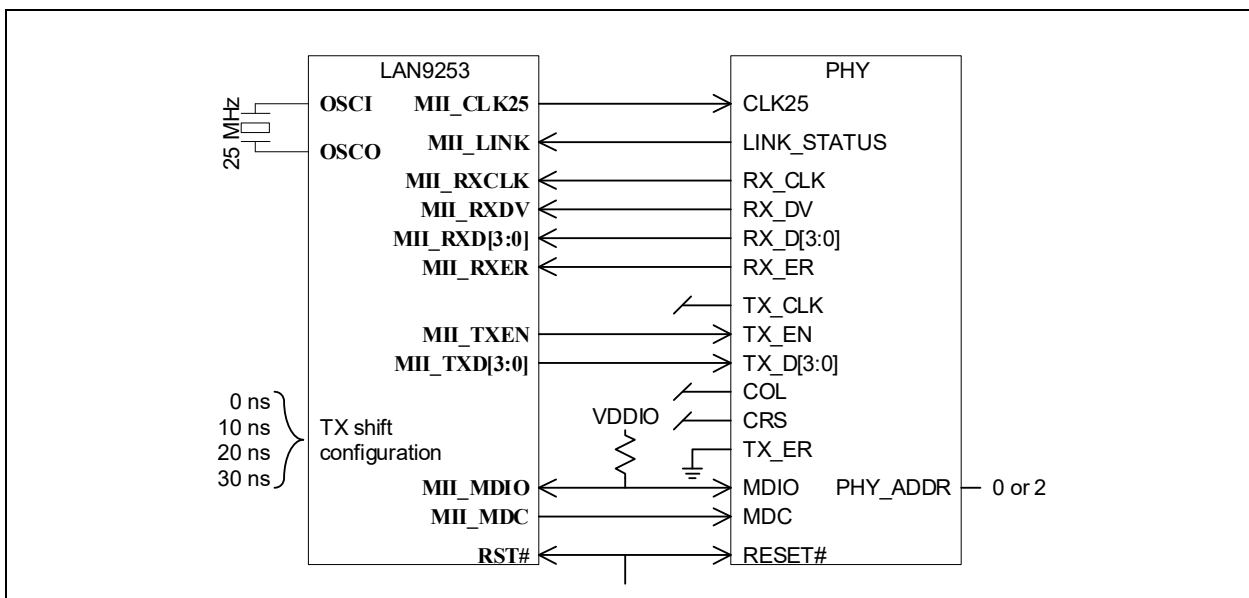 LAN9253
PHY
25 MHz
OSCI
OSCO
MII_CLK25
CLK25
MII_LINK
LINK_STATUS
MII_RXCLK
RX_CLK
MII_RXDV
RX_DV
MII_RXD[3:0]
RX_D[3:0]
MII_RXER
RX_ER
TX_CLK
MII_TXEN
TX_EN
MII_TXD[3:0]
TX_D[3:0]
COL
CRS
TX_ER
0 ns
10 ns
20 ns
30 ns
TX shift
configuration
VDDIO
MII_MDIO
MDIO
PHY_ADDR
0 or 2
MII_MDC
MDC
RST#
RESET#